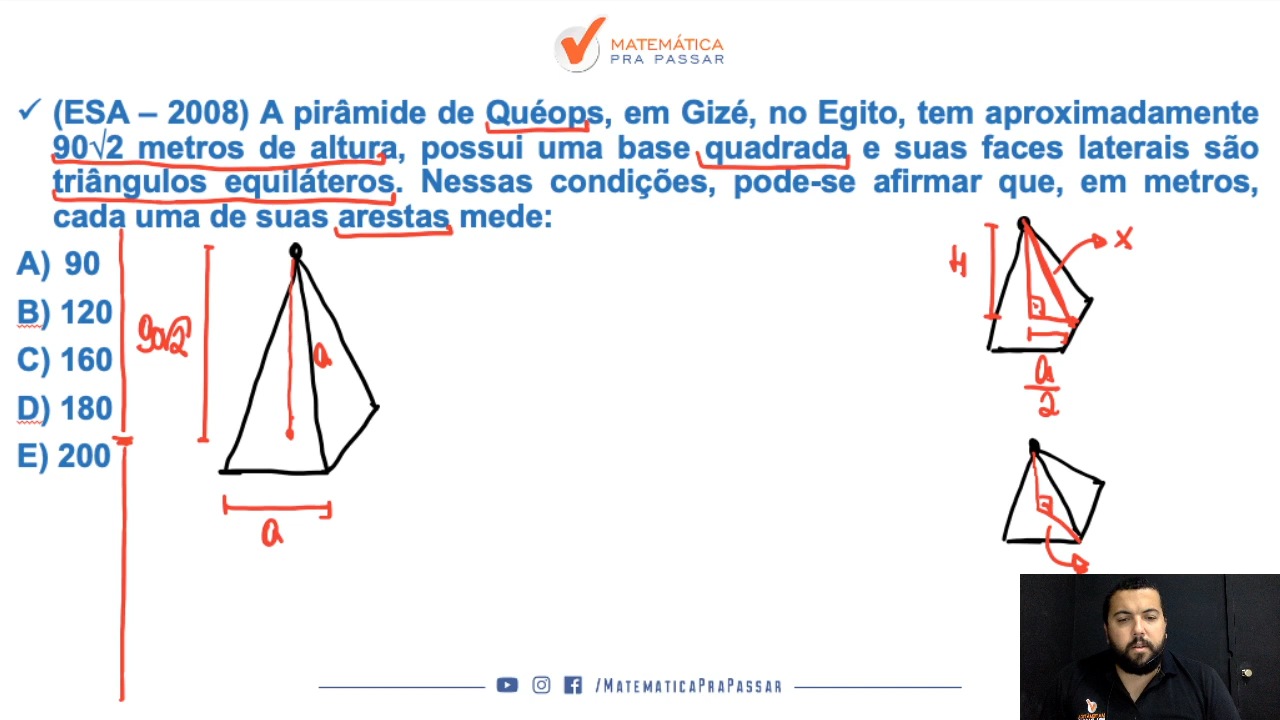 MATEMÁTICA
PRA PASSAR
✓ (ESA – 2008) A pirâmide de Quéops, em Gizé, no Egito, tem aproximadamente
90√2 metros de altura, possui uma base quadrada e suas faces laterais são
triângulos equiláteros. Nessas condições, pode-se afirmar que, em metros,
cada uma de suas arestas mede:
A) 90
B) 120
C) 160
D) 180
E) 200
90√2
a
a
H
x
a/2
/MatematicaPraPassar